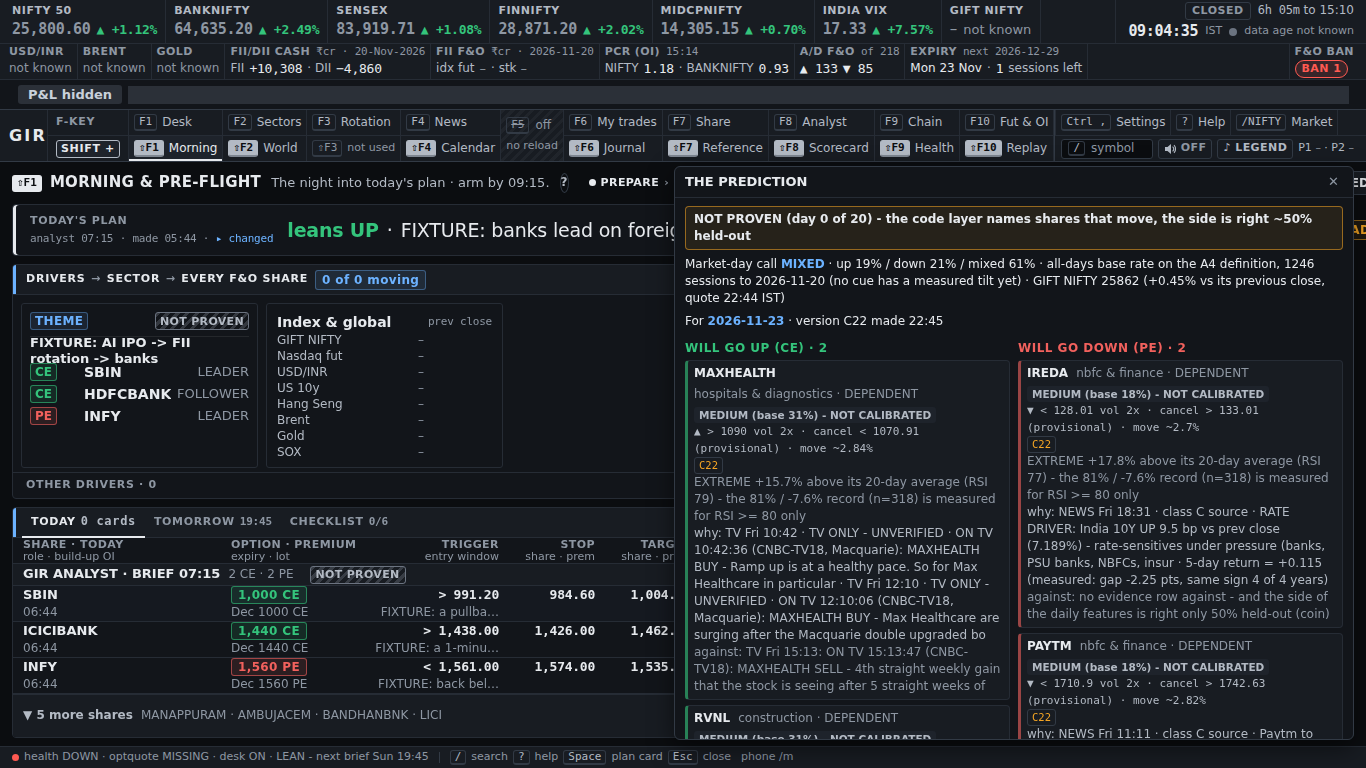 NIFTY 50 BANKNIFTY SENSEX FINNIFTY MIDCPNIFTY INDIA VIX GIFT NIFTY CLOSED 6h 05m to 15:10
25,800.60 ▲ +1.12% 64,635.20 ▲ +2.49% 83,919.71 ▲ +1.08% 28,871.20 ▲ +2.02% 14,305.15 ▲ +0.70% 17.33 ▲ +7.57% – not known 09:04:35 IST ● data age not known
USD/INR BRENT GOLD FII/DII CASH ₹cr · 20-Nov-2026 FII F&O ₹cr · 2026-11-20 PCR (OI) 15:14 A/D F&O of 218 EXPIRY next 2026-12-29 F&O BAN
not known not known not known FII +10,308 · DII −4,860 idx fut – · stk – NIFTY 1.18 · BANKNIFTY 0.93 ▲ 133 ▼ 85 Mon 23 Nov · 1 sessions left BAN 1
P&L hidden
GIR F-KEY F1 Desk F2 Sectors F3 Rotation F4 News F5 off F6 My trades F7 Share F8 Analyst F9 Chain F10 Fut & OI Ctrl , Settings ? Help /NIFTY Market
SHIFT + ⇧F1 Morning ⇧F2 World ⇧F3 not used ⇧F4 Calendar no reload ⇧F6 Journal ⇧F7 Reference ⇧F8 Scorecard ⇧F9 Health ⇧F10 Replay / symbol OFF ♪ LEGEND P1 – · P2 –
⇧F1 MORNING & PRE-FLIGHT The night into today's plan · arm by 09:15. ? ● PREPARE ›
TODAY'S PLAN
analyst 07:15 · made 05:44 · ▸ changed
leans UP · FIXTURE: banks lead on foreig
DRIVERS → SECTOR → EVERY F&O SHARE 0 of 0 moving
THEME NOT PROVEN
FIXTURE: AI IPO -> FII
rotation -> banks
CE SBIN LEADER
CE HDFCBANK FOLLOWER
PE INFY LEADER
Index & global prev close
GIFT NIFTY –
Nasdaq fut –
USD/INR –
US 10y –
Hang Seng –
Brent –
Gold –
SOX –
OTHER DRIVERS · 0
TODAY 0 cards TOMORROW 19:45 CHECKLIST 0/6
SHARE · TODAY OPTION · PREMIUM TRIGGER STOP TARG
role · build-up OI expiry · lot entry window share · prem share · pr
GIR ANALYST · BRIEF 07:15 2 CE · 2 PE NOT PROVEN
SBIN 1,000 CE > 991.20 984.60 1,004.
06:44 Dec 1000 CE FIXTURE: a pullba…
ICICIBANK 1,440 CE > 1,438.00 1,426.00 1,462.
06:44 Dec 1440 CE FIXTURE: a 1-minu…
INFY 1,560 PE < 1,561.00 1,574.00 1,535.
06:44 Dec 1560 PE FIXTURE: back bel…
▼ 5 more shares MANAPPURAM · AMBUJACEM · BANDHANBNK · LICI
THE PREDICTION ✕
NOT PROVEN (day 0 of 20) - the code layer names shares that move, the side is right ~50%
held-out
Market-day call MIXED · up 19% / down 21% / mixed 61% · all-days base rate on the A4 definition, 1246
sessions to 2026-11-20 (no cue has a measured tilt yet) · GIFT NIFTY 25862 (+0.45% vs its previous close,
quote 22:44 IST)
For 2026-11-23 · version C22 made 22:45
WILL GO UP (CE) · 2
MAXHEALTH
hospitals & diagnostics · DEPENDENT
MEDIUM (base 31%) - NOT CALIBRATED
▲ > 1090 vol 2x · cancel < 1070.91
(provisional) · move ~2.84%
C22
EXTREME +15.7% above its 20-day average (RSI
79) - the 81% / -7.6% record (n=318) is measured
for RSI >= 80 only
why: TV Fri 10:42 · TV ONLY - UNVERIFIED · ON TV
10:42:36 (CNBC-TV18, Macquarie): MAXHEALTH
BUY - Ramp up is at a healthy pace. So for Max
Healthcare in particular · TV Fri 12:10 · TV ONLY -
UNVERIFIED · ON TV 12:10:06 (CNBC-TV18,
Macquarie): MAXHEALTH BUY - Max Healthcare are
surging after the Macquarie double upgraded bo
against: TV Fri 15:13: ON TV 15:13:47 (CNBC-
TV18): MAXHEALTH SELL - 4th straight weekly gain
that the stock is seeing after 5 straight weeks of
RVNL construction · DEPENDENT
MEDIUM (base 31%) - NOT CALIBRATED
WILL GO DOWN (PE) · 2
IREDA nbfc & finance · DEPENDENT
MEDIUM (base 18%) - NOT CALIBRATED
▼ < 128.01 vol 2x · cancel > 133.01
(provisional) · move ~2.7%
C22
EXTREME +17.8% above its 20-day average (RSI
77) - the 81% / -7.6% record (n=318) is measured
for RSI >= 80 only
why: NEWS Fri 18:31 · class C source · RATE
DRIVER: India 10Y UP 9.5 bp vs prev close
(7.189%) - rate-sensitives under pressure (banks,
PSU banks, NBFCs, insur · 5-day return = +0.115
(measured: gap -2.25 pts, same sign 4 of 4 years)
against: no evidence row against - and the side of
the daily features is right only 50% held-out (coin)
PAYTM nbfc & finance · DEPENDENT
MEDIUM (base 18%) - NOT CALIBRATED
▼ < 1710.9 vol 2x · cancel > 1742.63
(provisional) · move ~2.82%
C22
why: NEWS Fri 11:11 · class C source · Paytm to
● health DOWN · optquote MISSING · desk ON · LEAN - next brief Sun 19:45 / search ? help Space plan card Esc close phone /m